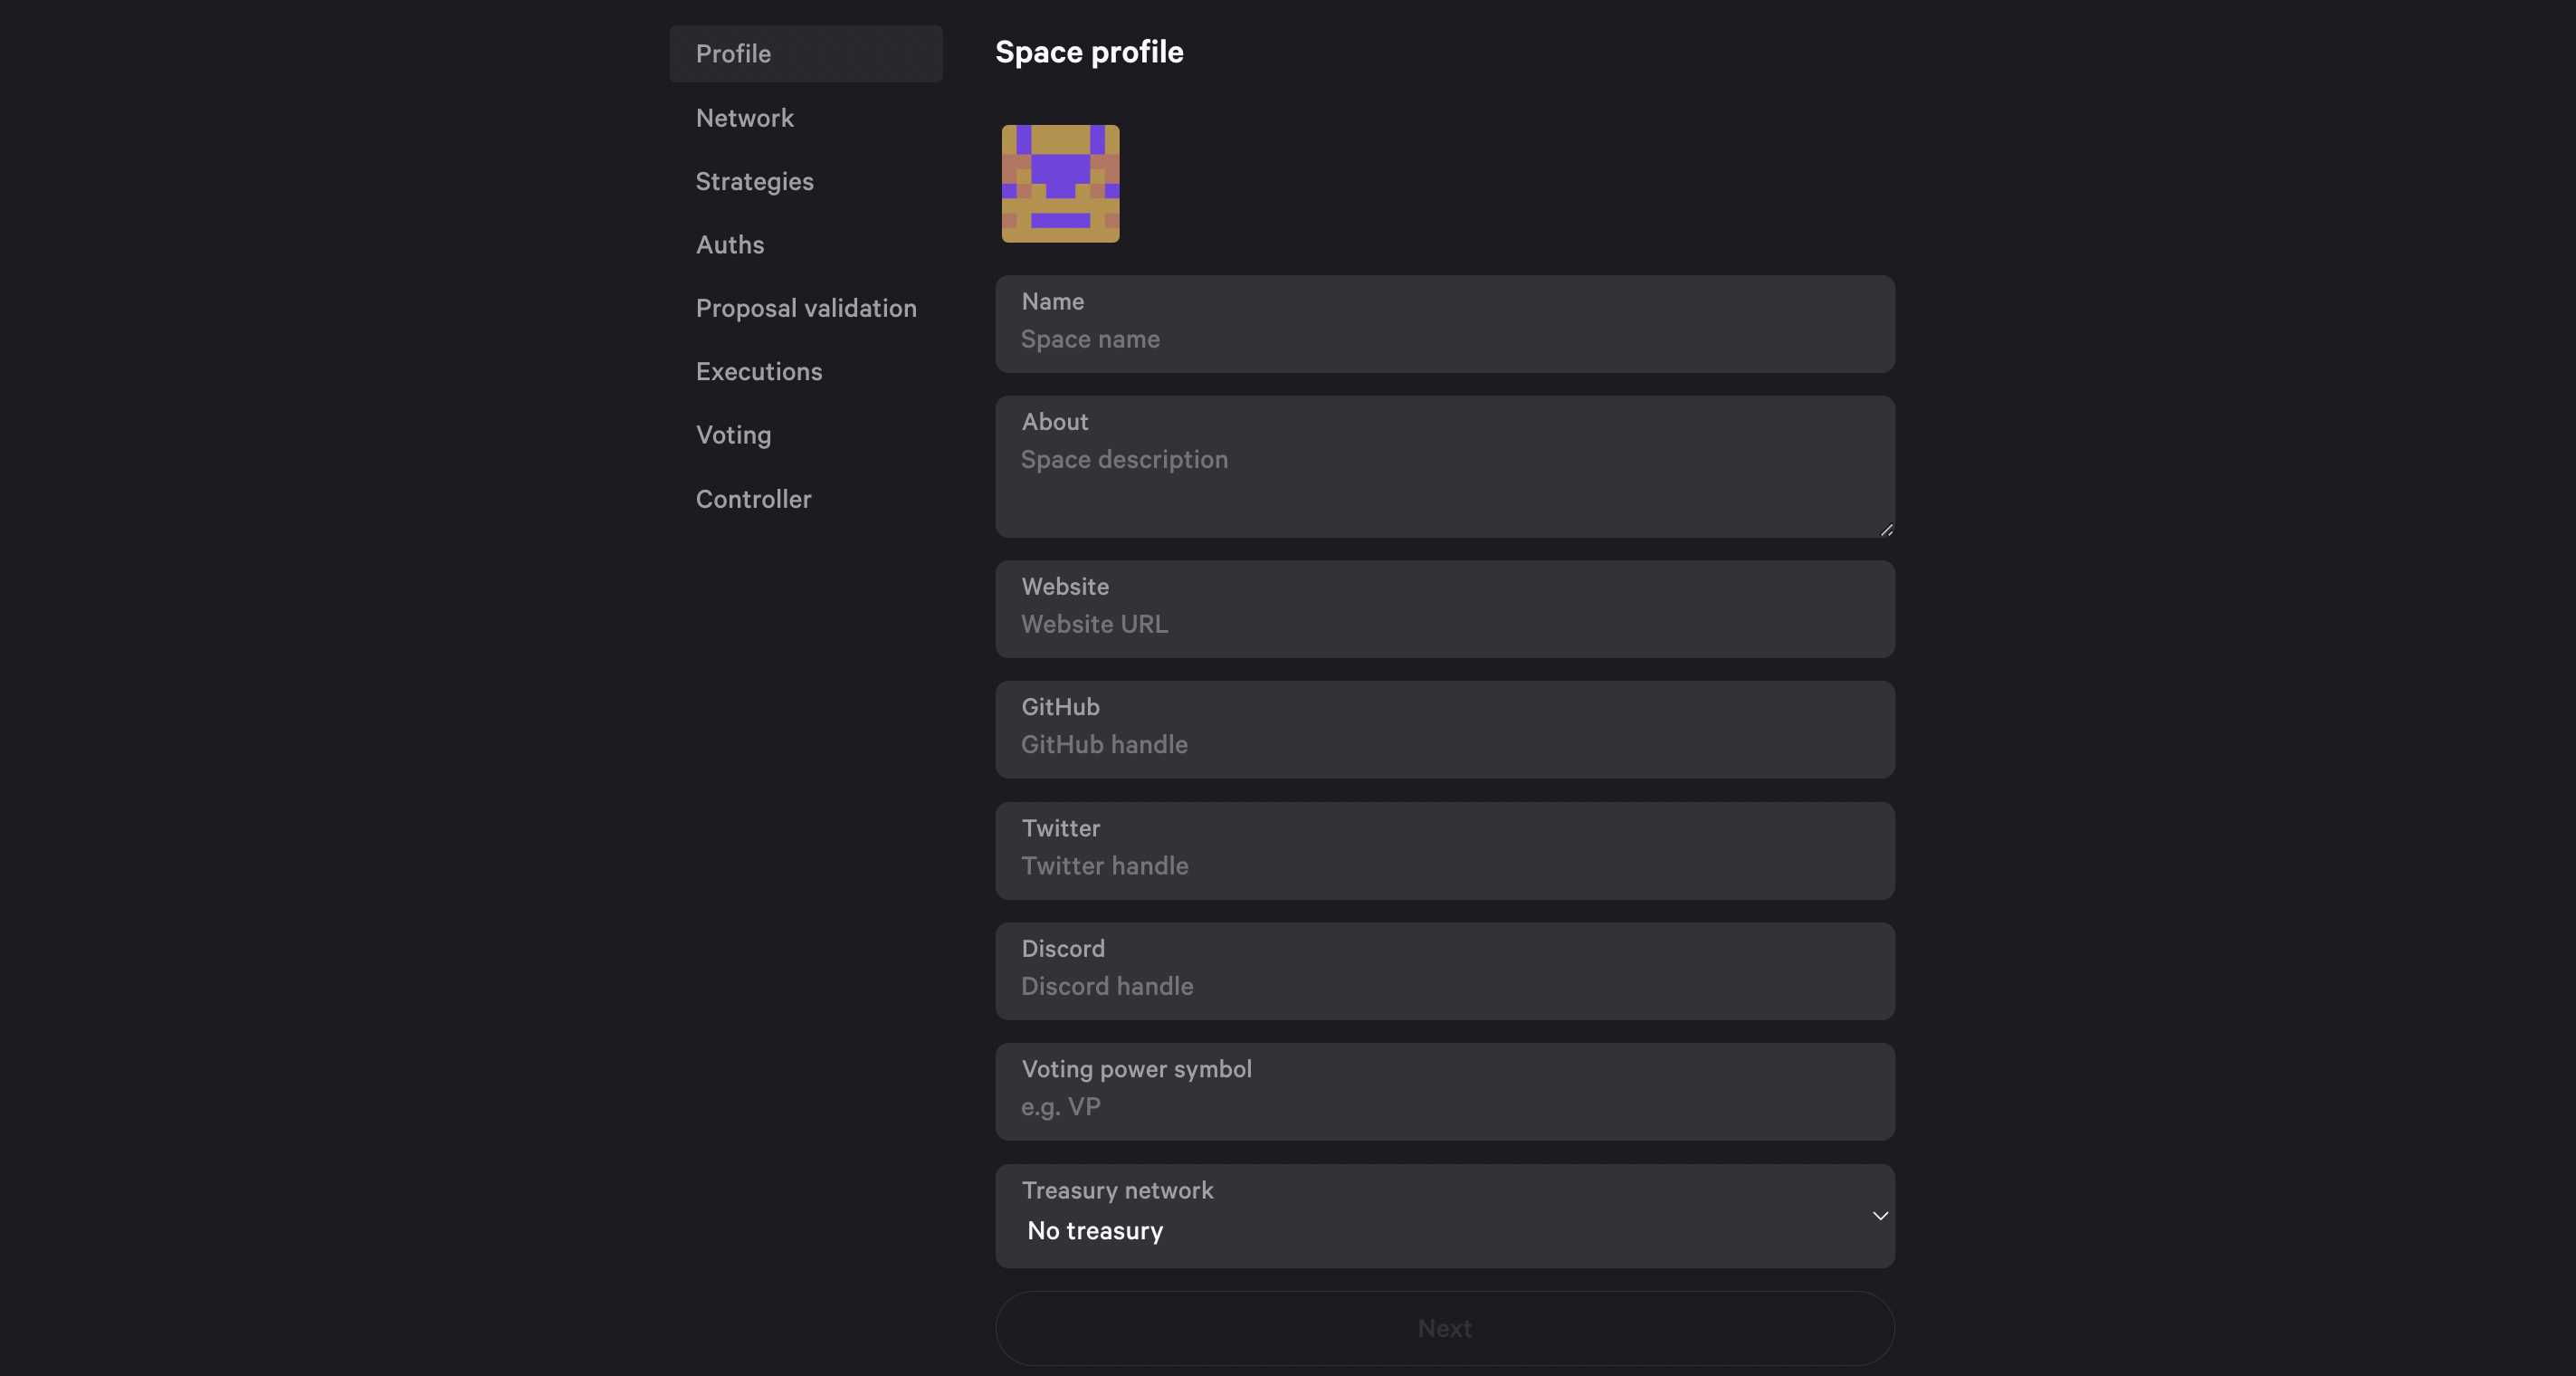 Profile
Network
Strategies
Auths
Proposal validation
Executions
Voting
Controller
Space profile
Name
Space name
About
Space description
Website
Website URL
GitHub
GitHub handle
Twitter
Twitter handle
Discord
Discord handle
Voting power symbol
e.g. VP
Treasury network
No treasury
Next